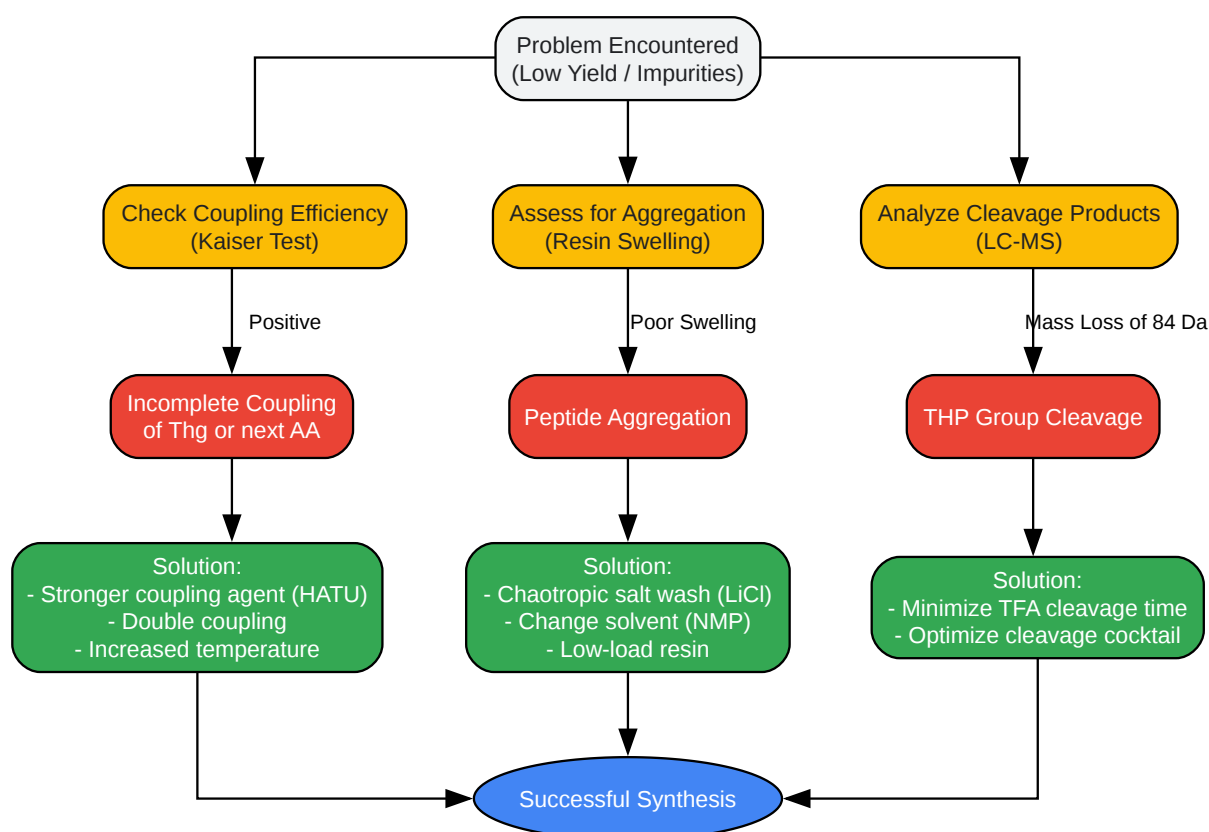 Problem Encountered
(Low Yield / Impurities)
Check Coupling Efficiency
(Kaiser Test)
Assess for Aggregation
(Resin Swelling)
Analyze Cleavage Products
(LC-MS)
Positive
Poor Swelling
Mass Loss of 84 Da
Incomplete Coupling
of Thg or next AA
Peptide Aggregation
THP Group Cleavage
Solution:
- Stronger coupling agent (HATU)
- Double coupling
- Increased temperature
Solution:
- Chaotropic salt wash (LiCl)
- Change solvent (NMP)
- Low-load resin
Solution:
- Minimize TFA cleavage time
- Optimize cleavage cocktail
Successful Synthesis